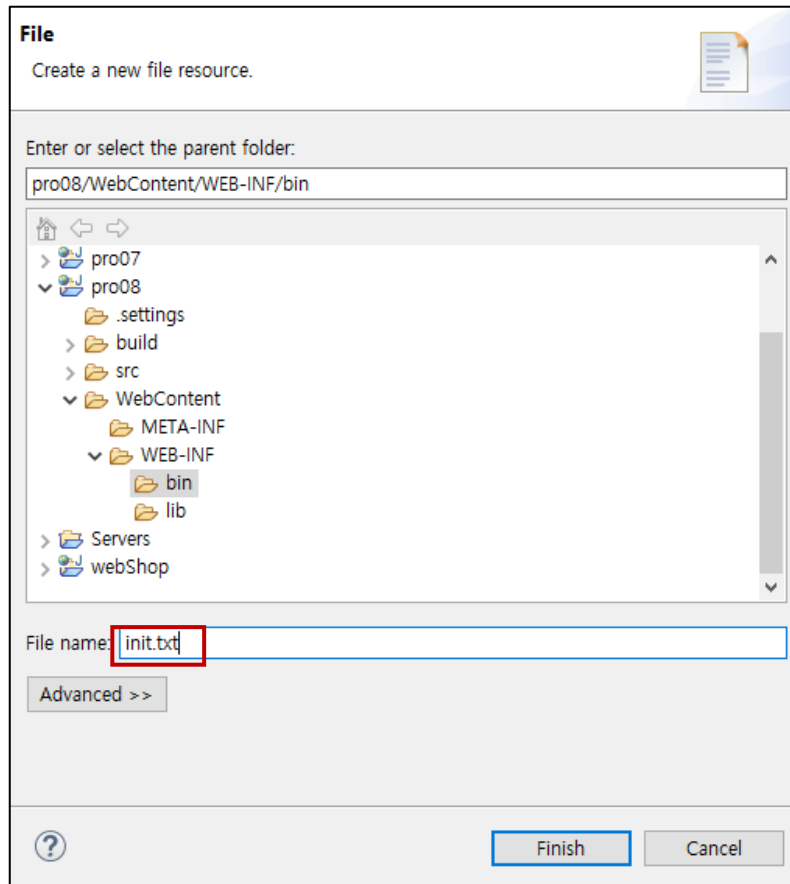 File
Create a new file resource.
Enter or select the parent folder:
pro08/WebContent/WEB-INF/bin
pro07
pro08
.settings
build
src
WebContent
META-INF
WEB-INF
bin
lib
Servers
webShop
File name: init.txt
Advanced >>
? Finish Cancel